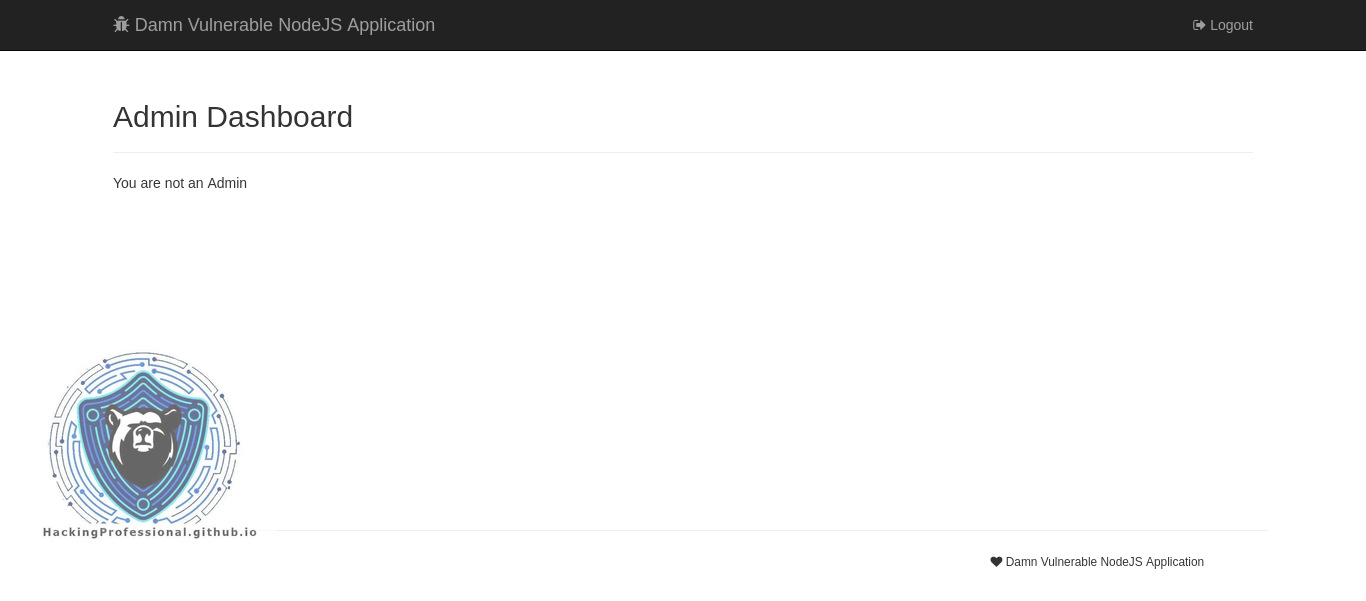 Damn Vulnerable NodeJS Application
Logout
Admin Dashboard
You are not an Admin
HackingProfessional.github.io
Damn Vulnerable NodeJS Application